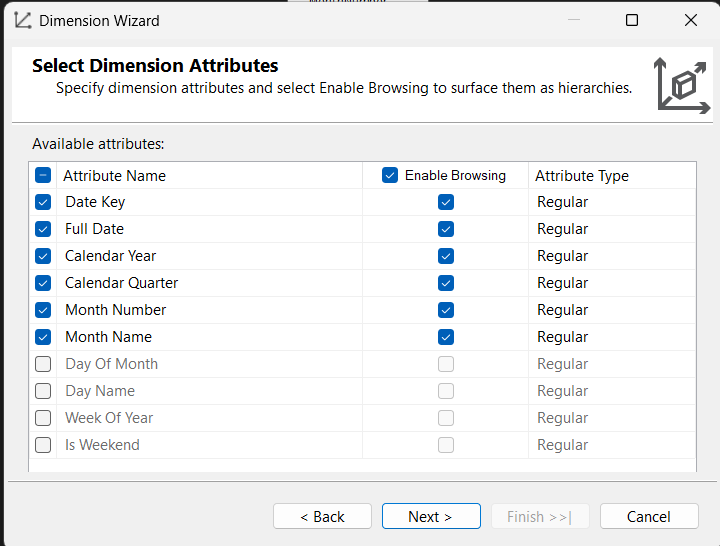 Dimension Wizard
Select Dimension Attributes
Specify dimension attributes and select Enable Browsing to surface them as hierarchies.
Available attributes:
Attribute Name Enable Browsing Attribute Type
Date Key Regular
Full Date Regular
Calendar Year Regular
Calendar Quarter Regular
Month Number Regular
Month Name Regular
Day Of Month Regular
Day Name Regular
Week Of Year Regular
Is Weekend Regular
< Back Next > Finish >>| Cancel